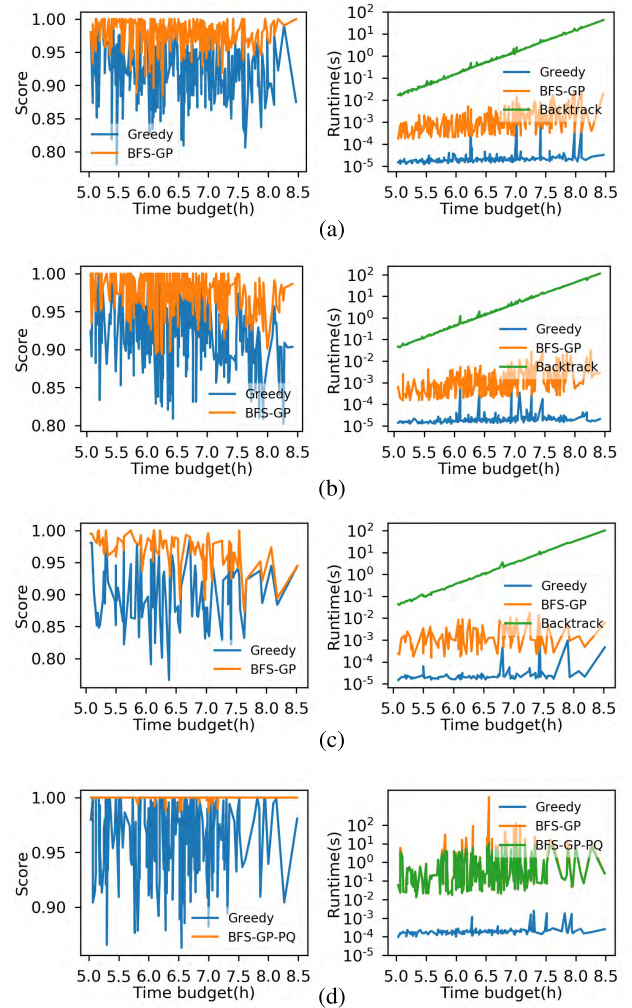 1.00
0.95
0.90
0.85
0.80
Score
Greedy
BFS-GP
5.0 5.5 6.0 6.5 7.0 7.5 8.0 8.5
Time budget(h)
10^2
10^1
10^0
10^-1
10^-2
10^-3
10^-4
10^-5
Runtime(s)
Greedy
BFS-GP
Backtrack
5.0 5.5 6.0 6.5 7.0 7.5 8.0 8.5
Time budget(h)
(a)
1.00
0.95
0.90
0.85
0.80
Score
Greedy
BFS-GP
5.0 5.5 6.0 6.5 7.0 7.5 8.0 8.5
Time budget(h)
10^2
10^1
10^0
10^-1
10^-2
10^-3
10^-4
10^-5
Runtime(s)
Greedy
BFS-GP
Backtrack
5.0 5.5 6.0 6.5 7.0 7.5 8.0 8.5
Time budget(h)
(b)
1.00
0.95
0.90
0.85
0.80
Score
Greedy
BFS-GP
5.0 5.5 6.0 6.5 7.0 7.5 8.0 8.5
Time budget(h)
10^2
10^1
10^0
10^-1
10^-2
10^-3
10^-4
10^-5
Runtime(s)
Greedy
BFS-GP
Backtrack
5.0 5.5 6.0 6.5 7.0 7.5 8.0 8.5
Time budget(h)
(c)
1.00
0.95
0.90
Score
Greedy
BFS-GP-PQ
5.0 5.5 6.0 6.5 7.0 7.5 8.0 8.5
Time budget(h)
10^2
10^1
10^0
10^-1
10^-2
10^-3
10^-4
10^-5
Runtime(s)
Greedy
BFS-GP
BFS-GP-PQ
5.0 5.5 6.0 6.5 7.0 7.5 8.0 8.5
Time budget(h)
(d)